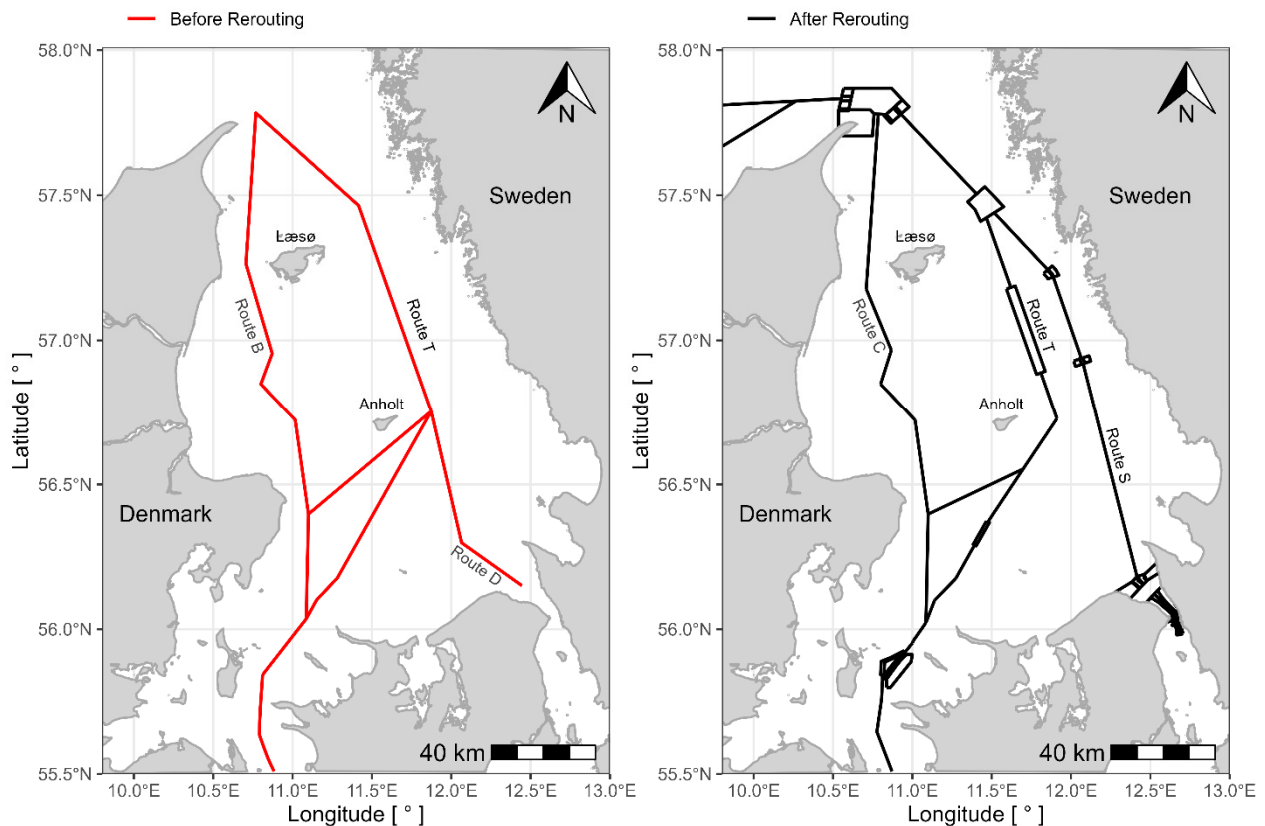 Before Rerouting
58.0°N
57.5°N
57.0°N
56.5°N
56.0°N
55.5°N
Latitude [ ° ]
N
Sweden
Læsø
Route B
Route T
Anholt
Denmark
Route D
40 km
10.0°E 10.5°E 11.0°E 11.5°E 12.0°E 12.5°E 13.0°E
Longitude [ ° ]
After Rerouting
58.0°N
57.5°N
57.0°N
56.5°N
56.0°N
55.5°N
Latitude [ ° ]
N
Sweden
Læsø
Route C
Route T
Anholt
Route S
Denmark
40 km
10.0°E 10.5°E 11.0°E 11.5°E 12.0°E 12.5°E 13.0°E
Longitude [ ° ]